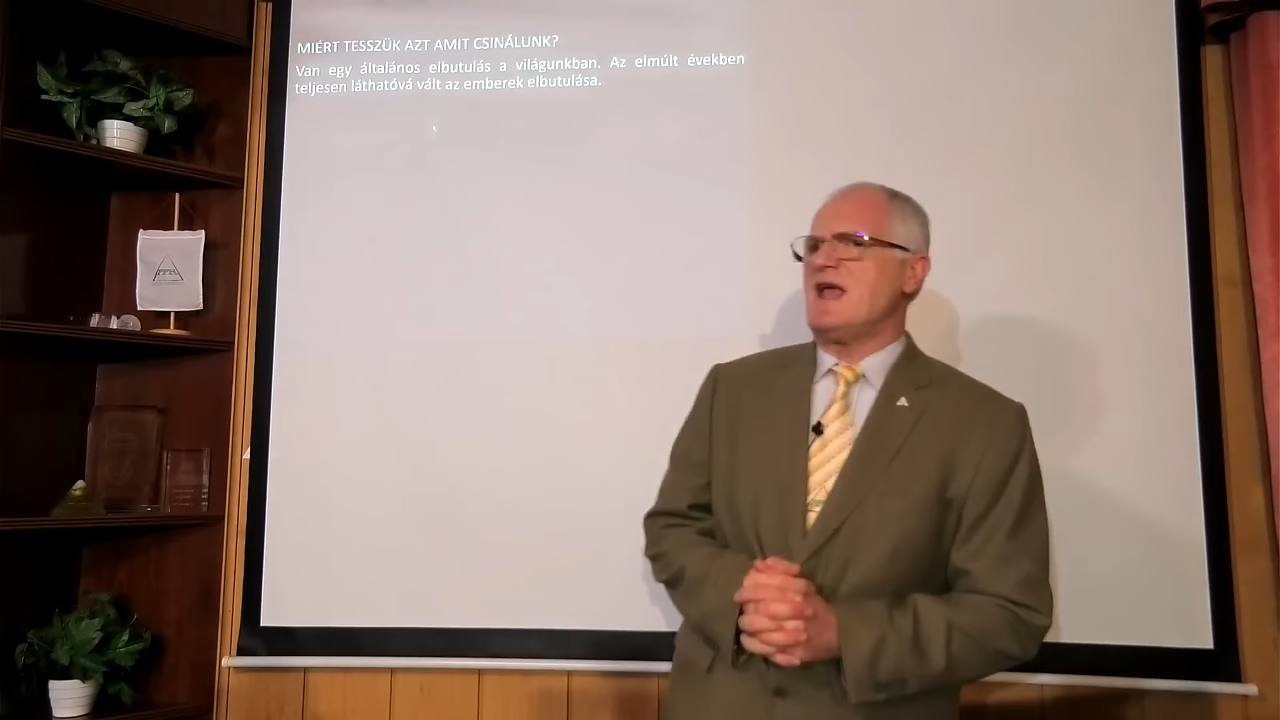 MIÉRT TESSZÜK AZT AMIT CSINÁLUNK?
Van egy általános elbutulás a világunkban. Az elmúlt években
teljesen láthatóvá vált az emberek elbutulása.